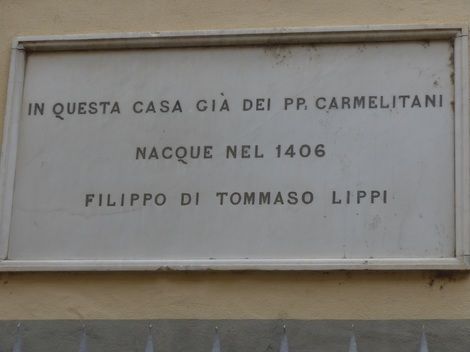 IN QUESTA CASA GIÀ DEI PP. CARMELITANI
NACQUE NEL 1406
FILIPPO DI TOMMASO LIPPI